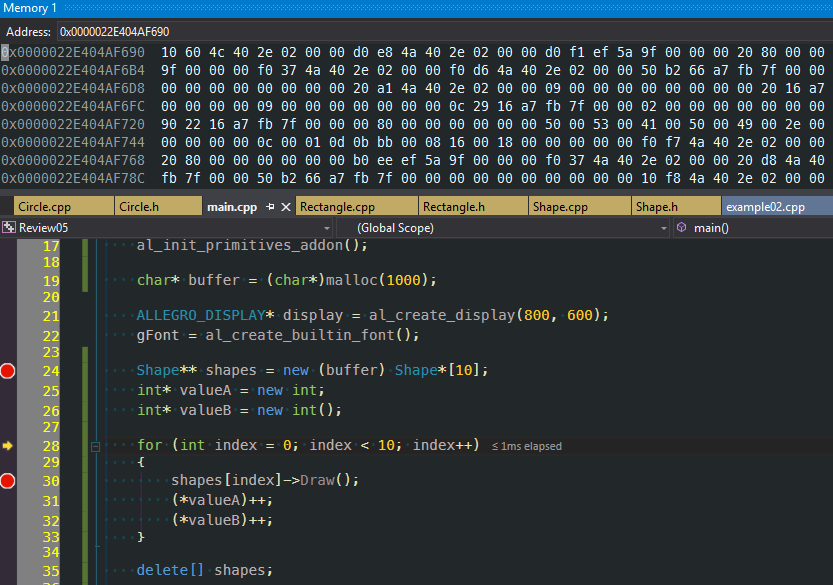 Memory 1
Address: 0x0000022E404AF690
0x0000022E404AF690 10 60 4c 40 2e 02 00 00 d0 e8 4a 40 2e 02 00 00 d0 f1 ef 5a 9f 00 00 00 20 80 00 00
0x0000022E404AF6B4 9f 00 00 00 f0 37 4a 40 2e 02 00 00 f0 d6 4a 40 2e 02 00 00 50 b2 66 a7 fb 7f 00 00
0x0000022E404AF6D8 00 00 00 00 00 00 00 00 20 a1 4a 40 2e 02 00 00 09 00 00 00 00 00 00 00 20 16 a7
0x0000022E404AF6FC 00 00 00 00 09 00 00 00 00 00 00 00 0c 29 16 a7 fb 7f 00 00 02 00 00 00 00 00 00 00
0x0000022E404AF720 90 22 16 a7 fb 7f 00 00 00 80 00 00 00 00 00 00 50 00 53 00 41 00 50 00 49 00 2e 00
0x0000022E404AF744 00 00 00 00 0c 00 01 0d 0b bb 00 08 16 00 18 00 00 00 00 00 f0 f7 4a 40 2e 02 00 00
0x0000022E404AF768 20 80 00 00 00 00 00 00 b0 ee ef 5a 9f 00 00 00 f0 37 4a 40 2e 02 00 00 20 d8 4a 40
0x0000022E404AF78C fb 7f 00 00 50 b2 66 a7 fb 7f 00 00 00 00 00 00 00 00 00 00 10 f8 4a 40 2e 02 00 00
Circle.cpp Circle.h main.cpp Rectangle.cpp Rectangle.h Shape.cpp Shape.h example02.cpp
Review05 (Global Scope) main()
17 al_init_primitives_addon();
18
19 char* buffer = (char*)malloc(1000);
20
21 ALLEGRO_DISPLAY* display = al_create_display(800, 600);
22 gFont = al_create_builtin_font();
23
24 Shape** shapes = new (buffer) Shape*[10];
25 int* valueA = new int;
26 int* valueB = new int();
27
28 for (int index = 0; index < 10; index++) ≤ 1ms elapsed
29 {
30 shapes[index]->Draw();
31 (*valueA)++;
32 (*valueB)++;
33 }
34
35 delete[] shapes;